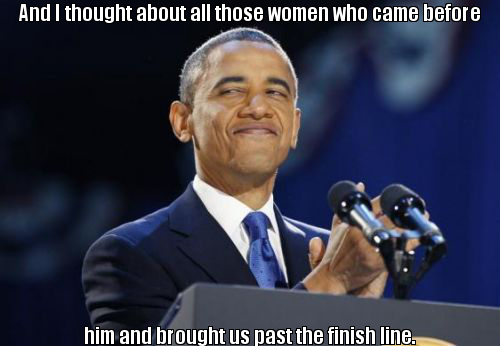 And I thought about all those women who came before
him and brought us past the finish line.